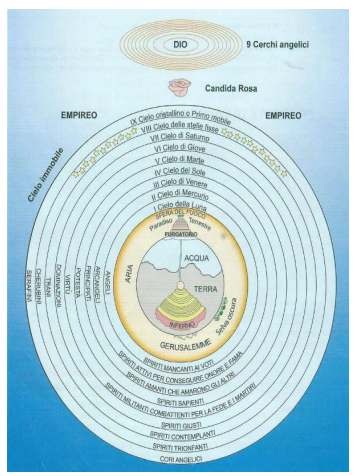 DIO
9 Cerchi angelici
Candida Rosa
EMPIREO
EMPIREO
Cielo immobile
IX Cielo cristallino o Primo mobile
VIII Cielo delle stelle fisse
VII Cielo di Saturno
VI Cielo di Giove
V Cielo di Marte
IV Cielo del Sole
III Cielo di Venere
II Cielo di Mercurio
I Cielo della Luna
SFERA DEL FUOCO
Paradiso Terrestre
PURGATORIO
ARIA
ACQUA
TERRA
INFERNO
GERUSALEMME
Selva oscura
ANGELI
ARCANGELI
PRINCIPATI
POTESTA
VIRTÙ
DOMINAZIONI
TRANI
CHERUBINI
SERAFINI
SPIRITI MANCANTI AI VOTI
SPIRITI ATTIVI PER CONSEGUIRE ONORE E FAMA
SPIRITI AMANTI CHE AMARONO GLI ALTRI
SPIRITI SAPIENTI
SPIRITI MILITANTI COMBATTENTI PER LA FEDE E I MARTIRI
SPIRITI GIUSTI
SPIRITI CONTEMPLANTI
SPIRITI TRIONFANTI
CORI ANGELICI